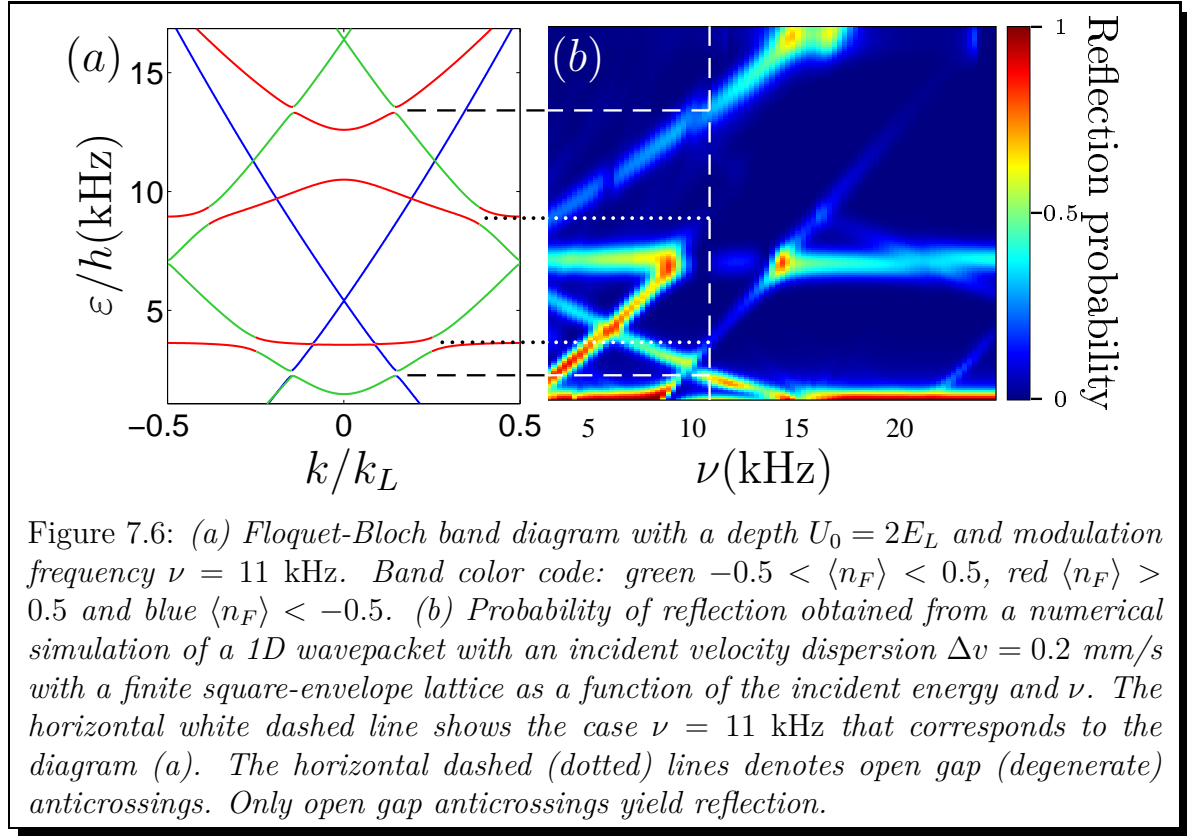 (a)
(b)
15
10
5
ε/h(kHz)
−0.5
0
0.5
k/k_L
5
10
15
20
ν(kHz)
1
0.5
0
Reflection probability
Figure 7.6: (a) Floquet-Bloch band diagram with a depth U_0 = 2E_L and modulation
frequency ν = 11 kHz. Band color code: green −0.5 < ⟨n_F⟩ < 0.5, red ⟨n_F⟩ >
0.5 and blue ⟨n_F⟩ < −0.5. (b) Probability of reflection obtained from a numerical
simulation of a 1D wavepacket with an incident velocity dispersion Δv = 0.2 mm/s
with a finite square-envelope lattice as a function of the incident energy and ν. The
horizontal white dashed line shows the case ν = 11 kHz that corresponds to the
diagram (a). The horizontal dashed (dotted) lines denotes open gap (degenerate)
anticrossings. Only open gap anticrossings yield reflection.